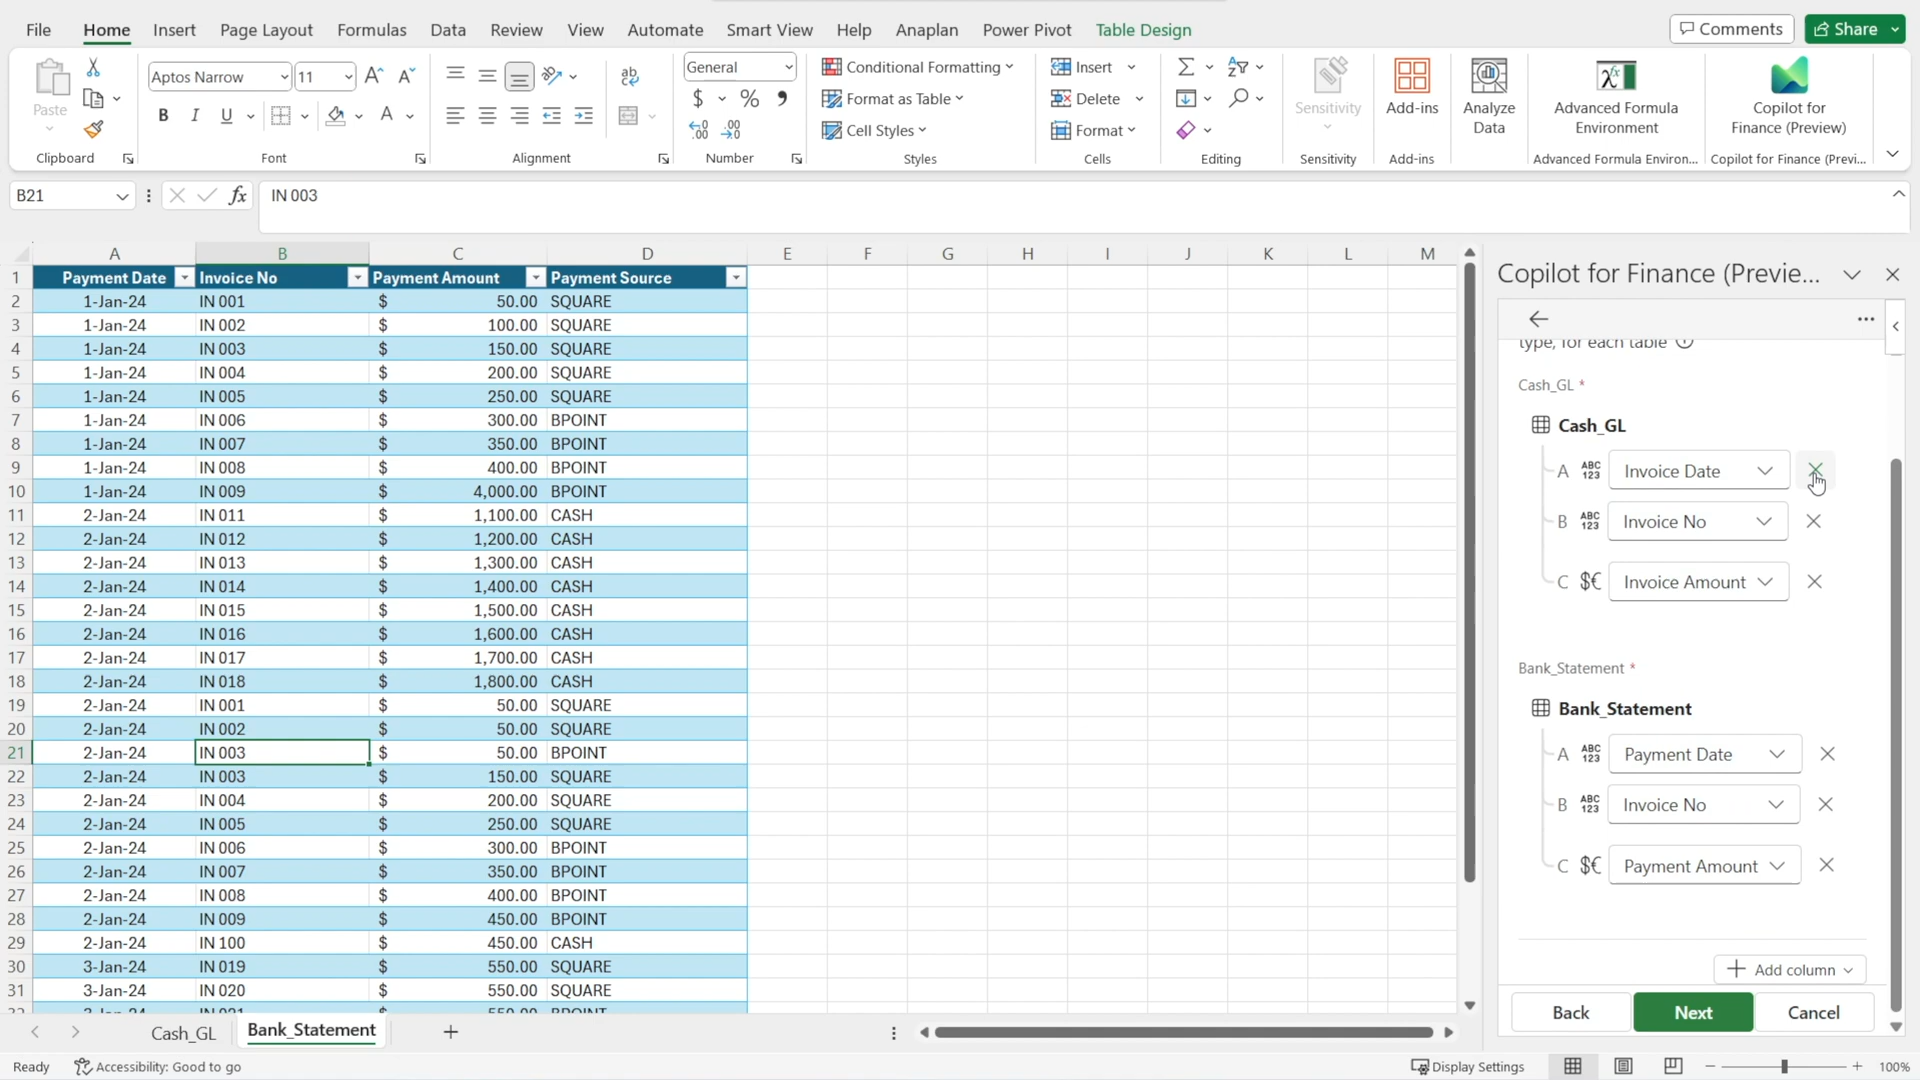 File Home Insert Page Layout Formulas Data Review View Automate Smart View Help Anaplan Power Pivot Table Design Comments Share
Paste Aptos Narrow 11 General Conditional Formatting Insert Sensitivity Add-ins Analyze Data Advanced Formula Environment Copilot for Finance (Preview)
B I U A $ % Format as Table Delete
Cell Styles Format
Clipboard Font Alignment Number Styles Cells Editing Sensitivity Add-ins Advanced Formula Environ... Copilot for Finance (Previ...
B21 fx IN 003
A B C D E F G H I J K L M
1 Payment Date Invoice No Payment Amount Payment Source
2 1-Jan-24 IN 001 $ 50.00 SQUARE
3 1-Jan-24 IN 002 $ 100.00 SQUARE
4 1-Jan-24 IN 003 $ 150.00 SQUARE
5 1-Jan-24 IN 004 $ 200.00 SQUARE
6 1-Jan-24 IN 005 $ 250.00 SQUARE
7 1-Jan-24 IN 006 $ 300.00 BPOINT
8 1-Jan-24 IN 007 $ 350.00 BPOINT
9 1-Jan-24 IN 008 $ 400.00 BPOINT
10 1-Jan-24 IN 009 $ 4,000.00 BPOINT
11 2-Jan-24 IN 011 $ 1,100.00 CASH
12 2-Jan-24 IN 012 $ 1,200.00 CASH
13 2-Jan-24 IN 013 $ 1,300.00 CASH
14 2-Jan-24 IN 014 $ 1,400.00 CASH
15 2-Jan-24 IN 015 $ 1,500.00 CASH
16 2-Jan-24 IN 016 $ 1,600.00 CASH
17 2-Jan-24 IN 017 $ 1,700.00 CASH
18 2-Jan-24 IN 018 $ 1,800.00 CASH
19 2-Jan-24 IN 001 $ 50.00 SQUARE
20 2-Jan-24 IN 002 $ 50.00 SQUARE
21 2-Jan-24 IN 003 $ 50.00 BPOINT
22 2-Jan-24 IN 003 $ 150.00 SQUARE
23 2-Jan-24 IN 004 $ 200.00 SQUARE
24 2-Jan-24 IN 005 $ 250.00 SQUARE
25 2-Jan-24 IN 006 $ 300.00 BPOINT
26 2-Jan-24 IN 007 $ 350.00 BPOINT
27 2-Jan-24 IN 008 $ 400.00 BPOINT
28 2-Jan-24 IN 009 $ 450.00 BPOINT
29 2-Jan-24 IN 100 $ 450.00 CASH
30 3-Jan-24 IN 019 $ 550.00 SQUARE
31 3-Jan-24 IN 020 $ 550.00 SQUARE
Copilot for Finance (Previe...
type, for each table
Cash_GL *
Cash_GL
A ABC 123 Invoice Date
B ABC 123 Invoice No
C $€ Invoice Amount
Bank_Statement *
Bank_Statement
A ABC 123 Payment Date
B ABC 123 Invoice No
C $€ Payment Amount
Add column
Back Next Cancel
Cash_GL Bank_Statement
Ready Accessibility: Good to go Display Settings 100%